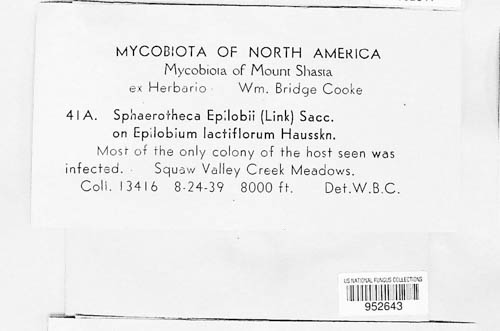 MYCOBIOTA OF NORTH AMERICA
Mycobiota of Mount Shasta
ex Herbario Wm. Bridge Cooke
41A. Sphaerotheca Epilobii (Link) Sacc.
on Epilobium lactiflorum Hausskn.
Most of the only colony of the host seen was
infected. Squaw Valley Creek Meadows.
Coll. 13416 8-24-39 8000 ft. Det.W.B.C.
US NATIONAL FUNGUS COLLECTIONS
952643